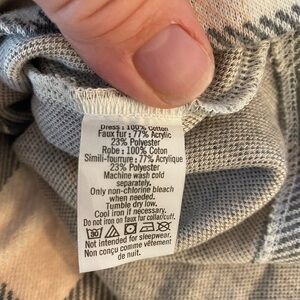 Dress : 100% Cotton
Faux fur : 77% Acrylic
23% Polyester
Robe : 100% Coton
Simili-fourrure : 77% Acrylique
23% Polyester
Machine wash cold
separately.
Only non-chlorine bleach
when needed.
Tumble dry low.
Cool iron if necessary.
Do not iron on faux fur collar/cuff.
Not intended for sleepwear.
Non conçu comme vêtement
de nuit.